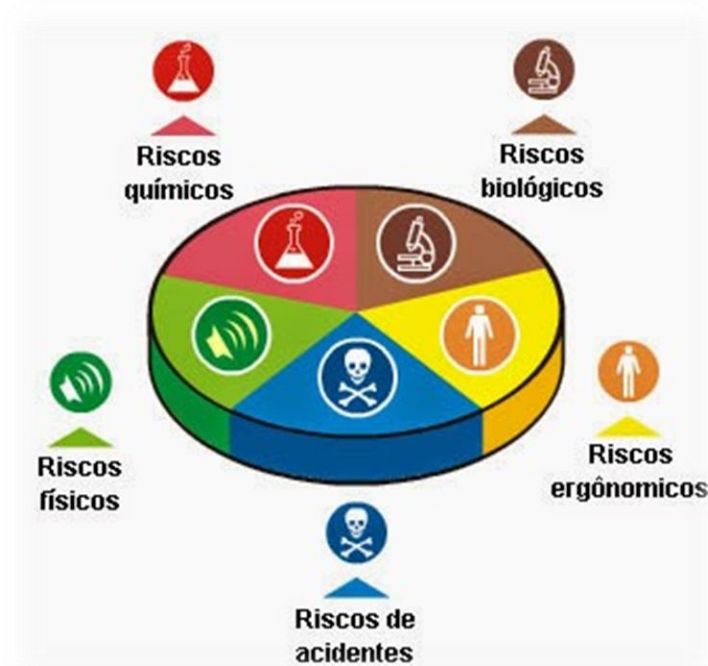 Riscos
químicos
Riscos
biológicos
Riscos
físicos
Riscos
ergônomicos
Riscos de
acidentes